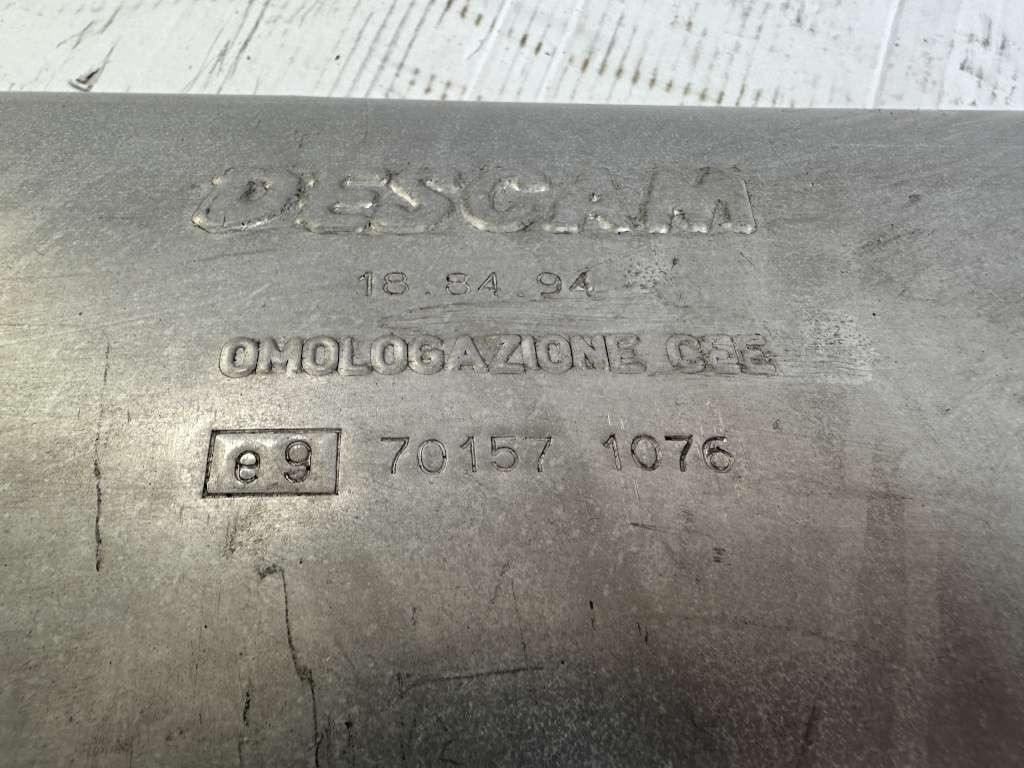 DESCAM
18.84.94
OMOLOGAZIONE CEE
e9 70157 1076